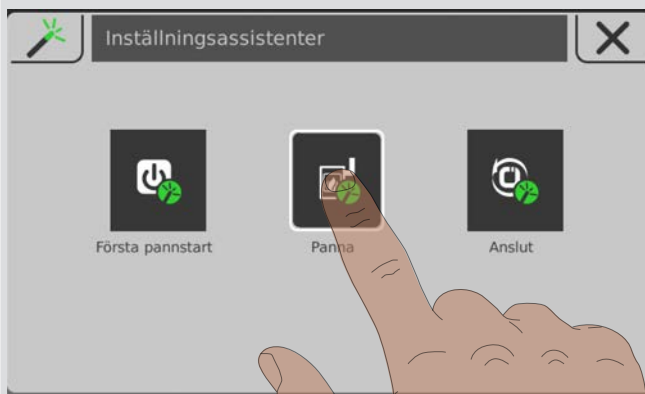 Inställningsassistenter
Första pannstart
Panna
Anslut